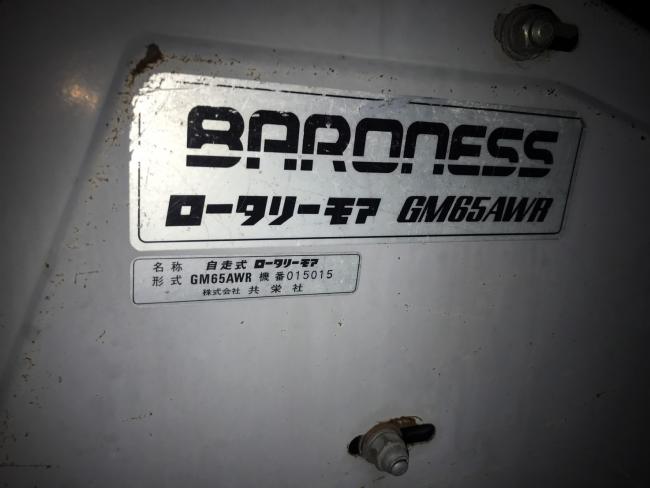 BARONESS
ロータリーモア GM65AWR
名称 自走式 ロータリーモア
形式 GM65AWR 機番015015
株式会社 共栄社